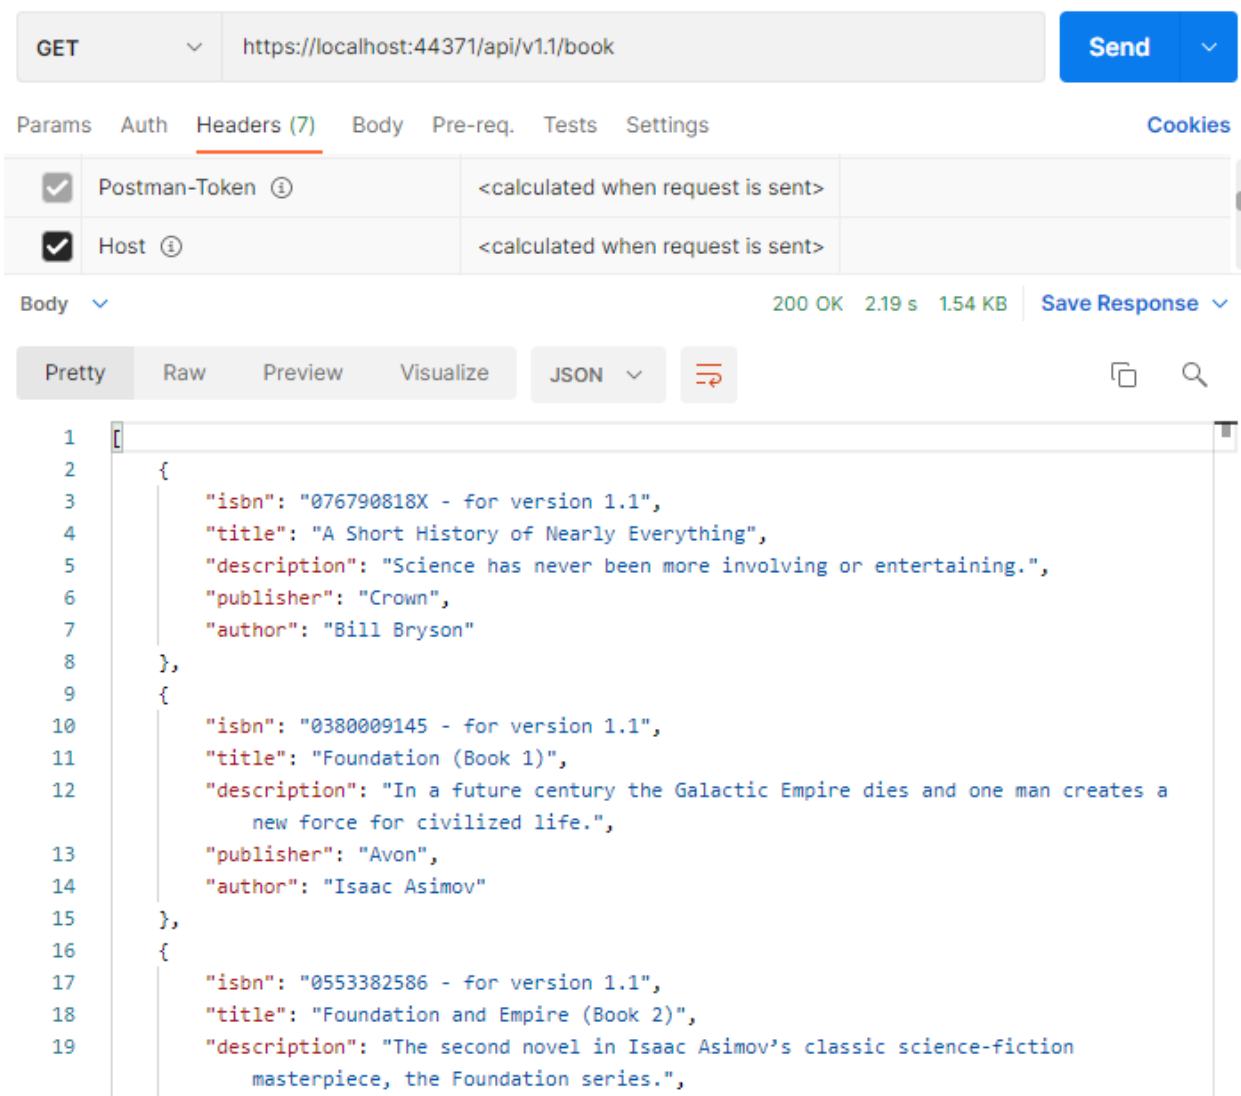 GET https://localhost:44371/api/v1.1/book Send
Params Auth Headers (7) Body Pre-req. Tests Settings Cookies
Postman-Token <calculated when request is sent>
Host <calculated when request is sent>
Body 200 OK 2.19 s 1.54 KB Save Response
Pretty Raw Preview Visualize JSON
1 [
2 {
3 "isbn": "076790818X - for version 1.1",
4 "title": "A Short History of Nearly Everything",
5 "description": "Science has never been more involving or entertaining.",
6 "publisher": "Crown",
7 "author": "Bill Bryson"
8 },
9 {
10 "isbn": "0380009145 - for version 1.1",
11 "title": "Foundation (Book 1)",
12 "description": "In a future century the Galactic Empire dies and one man creates a
new force for civilized life.",
13 "publisher": "Avon",
14 "author": "Isaac Asimov"
15 },
16 {
17 "isbn": "0553382586 - for version 1.1",
18 "title": "Foundation and Empire (Book 2)",
19 "description": "The second novel in Isaac Asimov’s classic science-fiction
masterpiece, the Foundation series.",